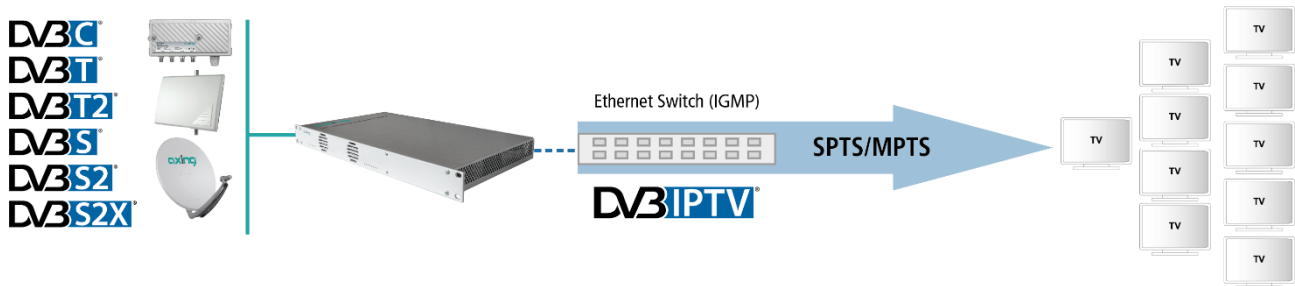 DVB C
DVB T
DVB T2
DVB S
DVB S2
DVB S2X
axing
Ethernet Switch (IGMP)
SPTS/MPTS
DVB IPTV
TV
TV
TV
TV
TV
TV
TV
TV
TV
TV